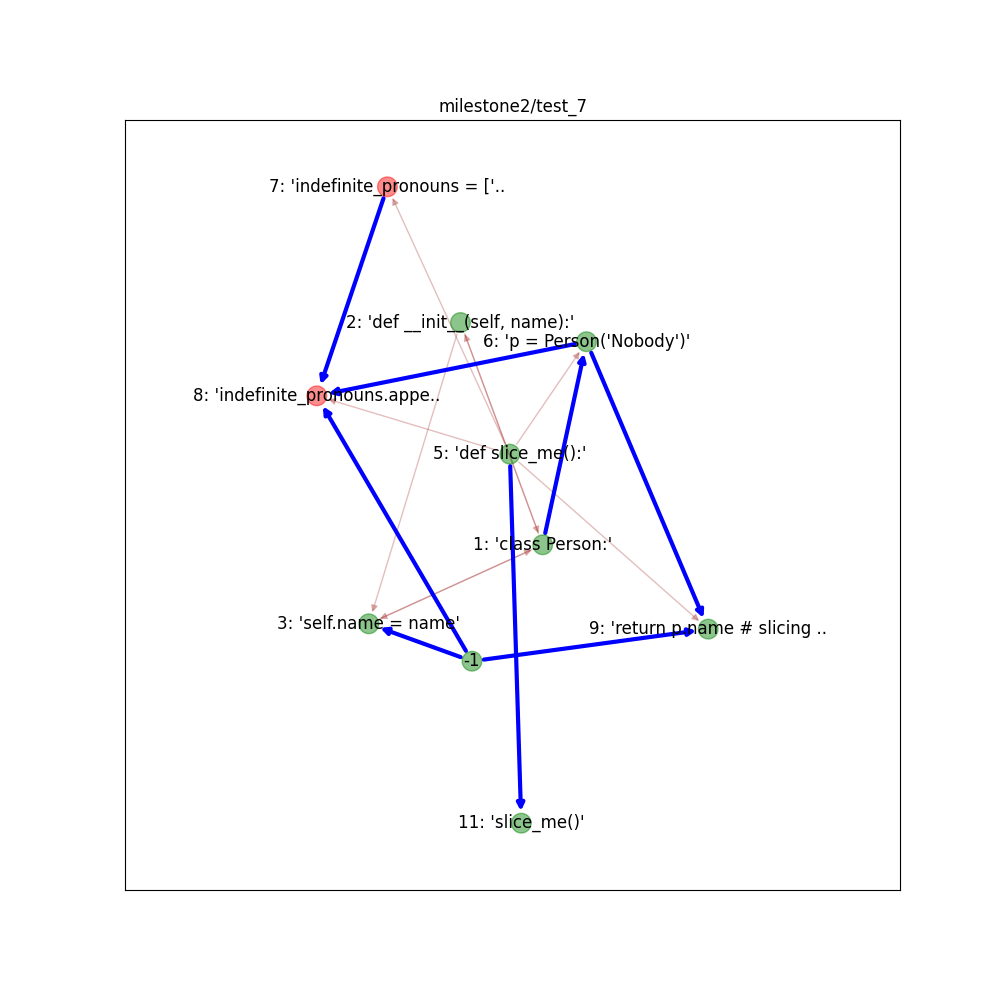 milestone2/test_7
7: 'indefinite_pronouns = ['..
2: 'def __init__(self, name):'
6: 'p = Person('Nobody')'
8: 'indefinite_pronouns.appe..
5: 'def slice_me():'
1: 'class Person:'
3: 'self.name = name'
9: 'return p.name # slicing ..
-1
11: 'slice_me()'